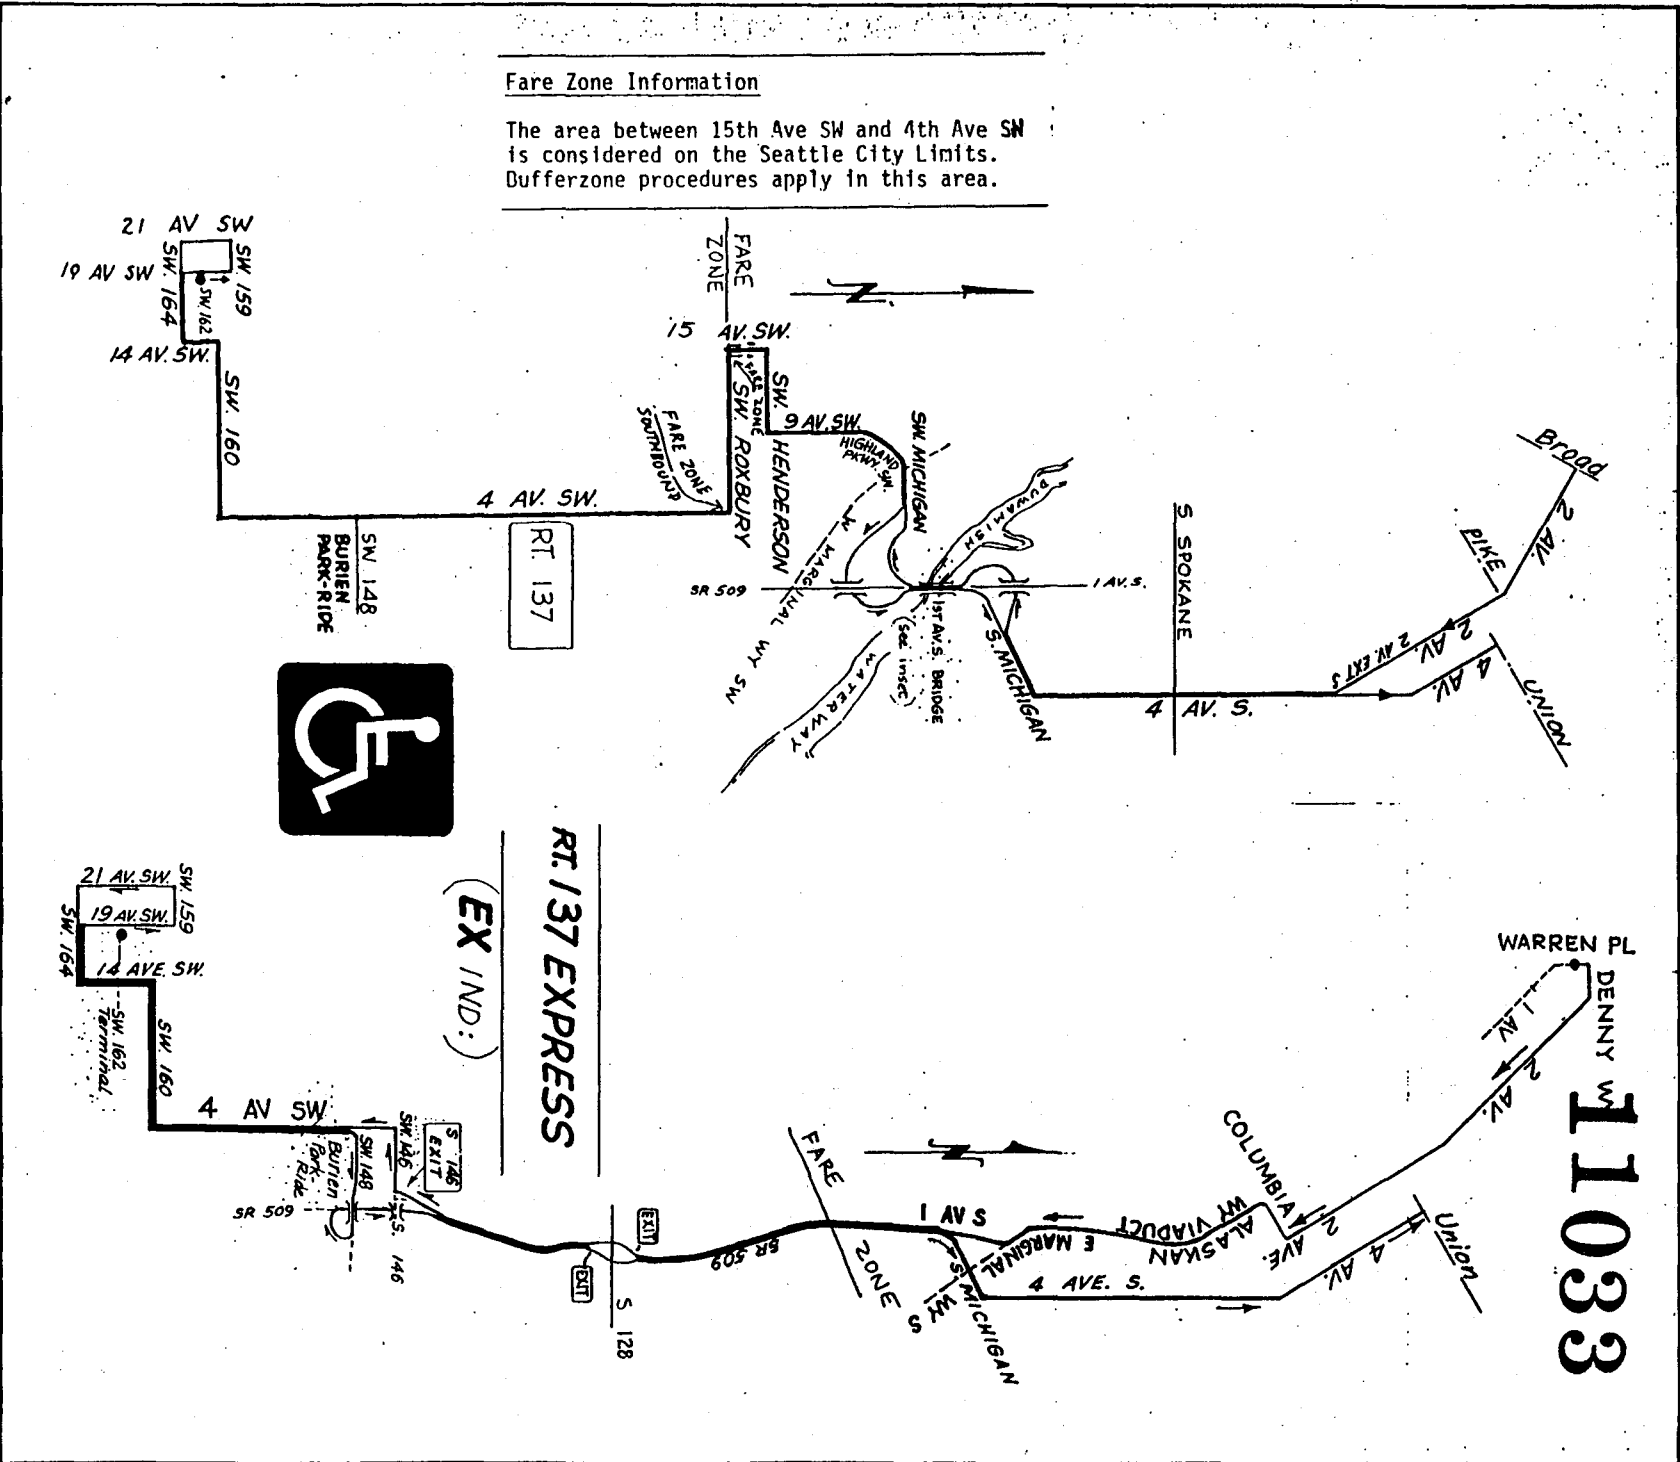 Fare Zone Information
The area between 15th Ave SW and 4th Ave SW
is considered on the Seattle City Limits.
Bufferzone procedures apply in this area.
21 AV SW
SW. 159
19 AV SW
SW. 164
SW. 162
14 AV. SW.
SW. 160
4 AV. SW.
SW 148
BURIEN
PARK-RIDE
RT. 137
FARE
ZONE
15 AV. SW.
FARE ZONE
SW. ROXBURY
SW. HENDERSON
FARE ZONE
SOUTHBOUND
9 AV. SW.
HIGHLAND
PKWY. SW.
SW. MICHIGAN
W MARGINAL WY SW
DUWAMISH
WATERWAY
SR 509
1 AV. S.
1ST AV. S. BRIDGE
(see inset)
S. MICHIGAN
S SPOKANE
4 AV. S.
Broad
2 AV.
PIKE
2 AV.
2 AV. EXT S
4 AV.
UNION
RT. 137 EXPRESS
(EX IND:)
21 AV. SW.
SW. 159
19 AV. SW.
SW. 164
14 AVE. SW.
SW. 162
Terminal
SW. 160
4 AV SW
Burien
Park-
Ride
SW 148
SW. 146
S 146
EXIT
SR 509
S. 146
EXIT
EXIT
S 128
SR 509
FARE
ZONE
1 AV S
S MICHIGAN
E MARGINAL
WY S
ALASKAN
WY VIADUCT
COLUMBIA
2 AVE.
4 AVE. S.
4 AV.
Union
WARREN PL
DENNY W
1 AV
2 AV.
11033